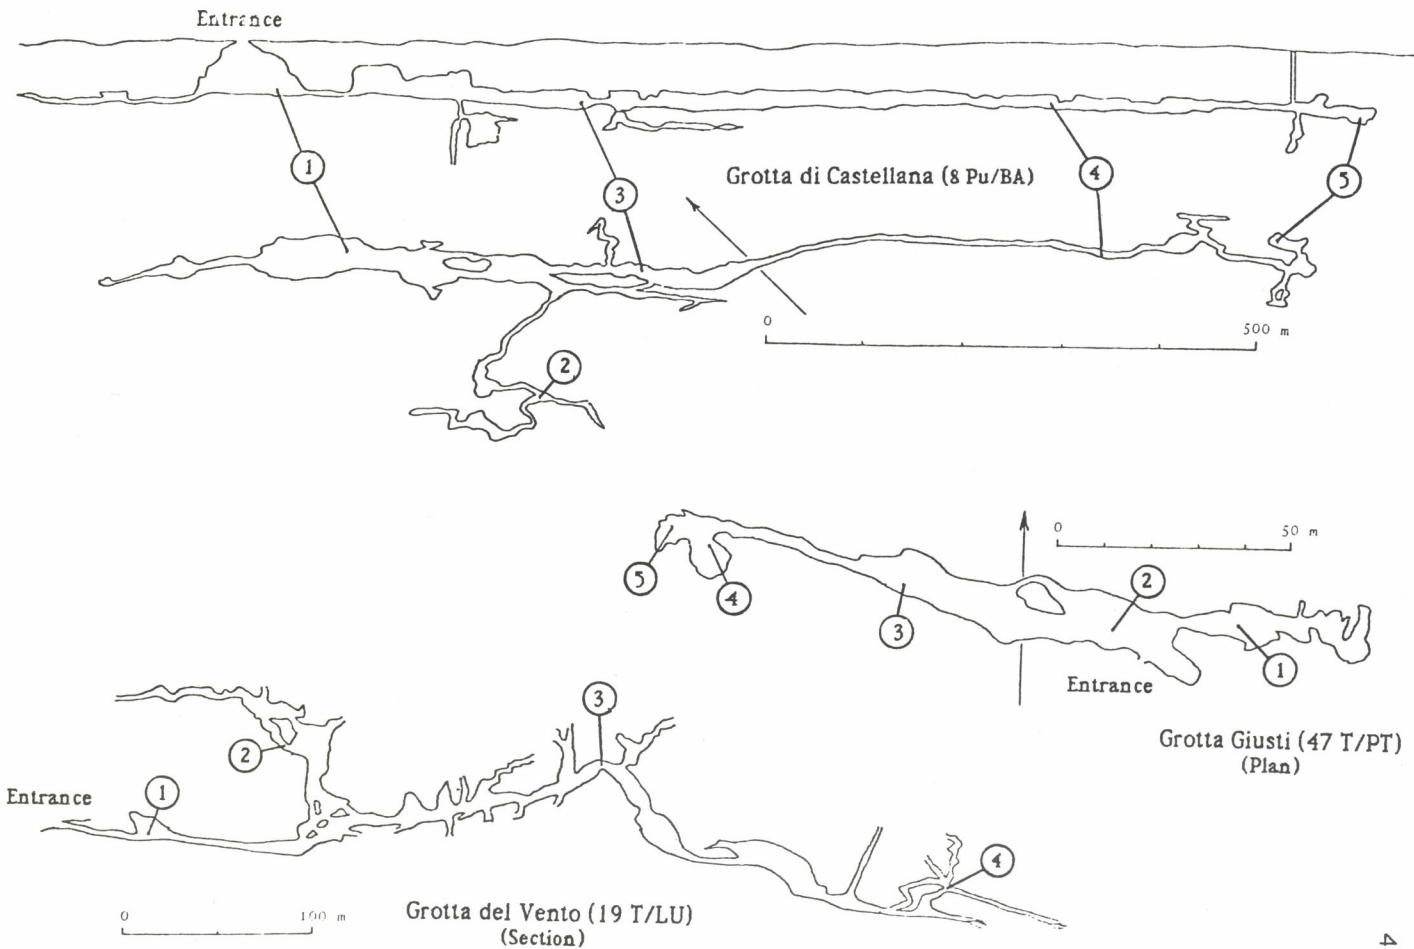 Entrance
1
3
Grotta di Castellana (8 Pu/BA)
4
5
0
500 m
2
0
50 m
5
4
3
2
1
Entrance
Grotta Giusti (47 T/PT)
(Plan)
3
2
Entrance
1
4
0
100 m
Grotta del Vento (19 T/LU)
(Section)
4